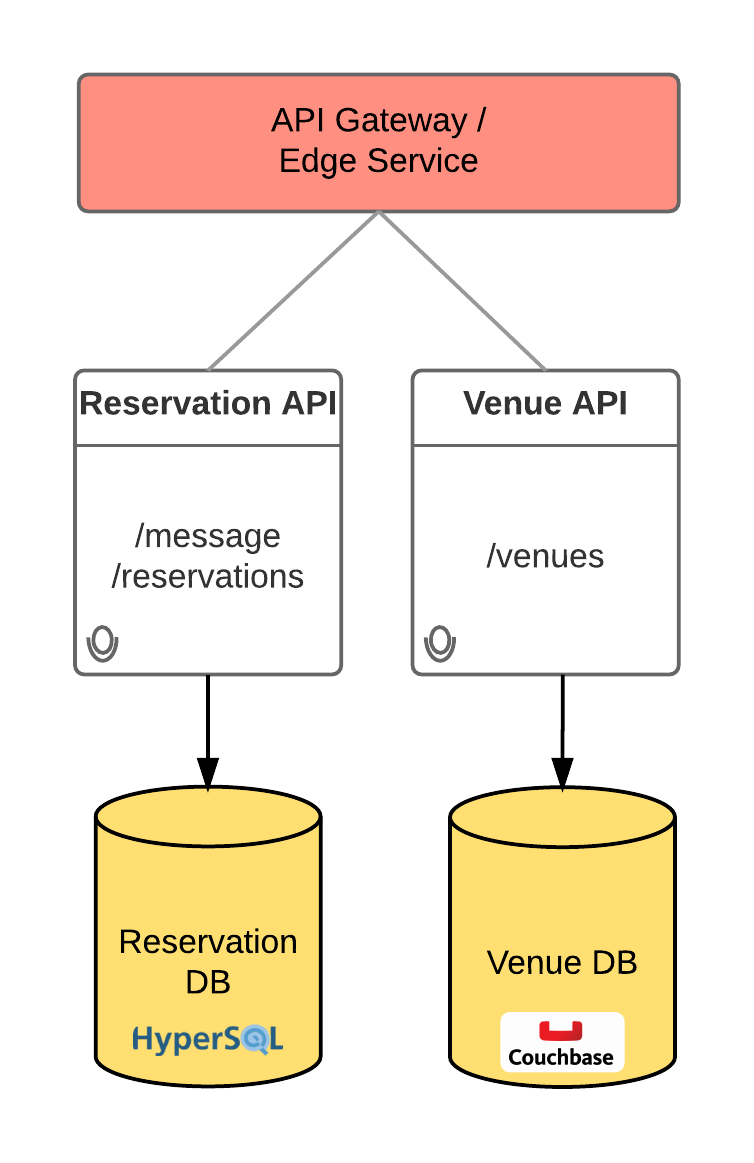 API Gateway /
Edge Service
Reservation API
Venue API
/message
/reservations
/venues
Reservation
DB
HyperSQL
Venue DB
Couchbase